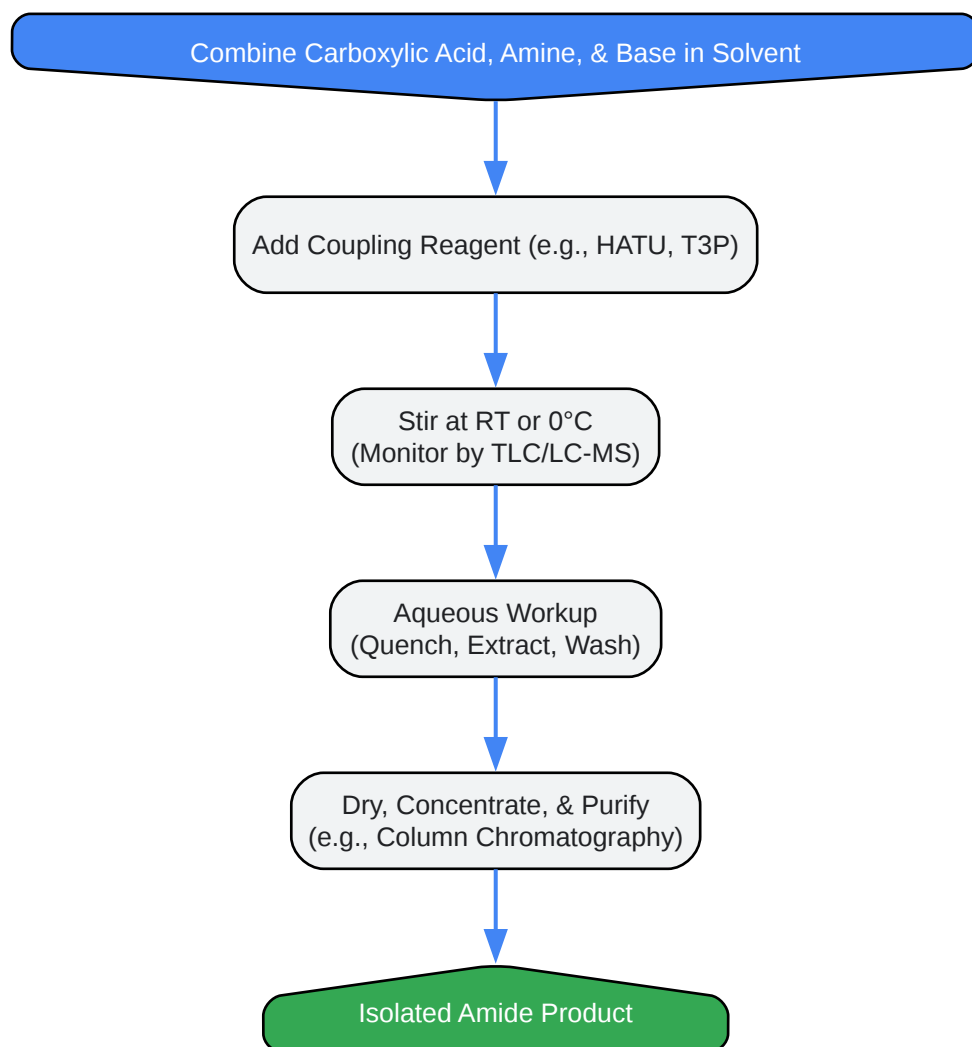 Combine Carboxylic Acid, Amine, & Base in Solvent
Add Coupling Reagent (e.g., HATU, T3P)
Stir at RT or 0°C
(Monitor by TLC/LC-MS)
Aqueous Workup
(Quench, Extract, Wash)
Dry, Concentrate, & Purify
(e.g., Column Chromatography)
Isolated Amide Product